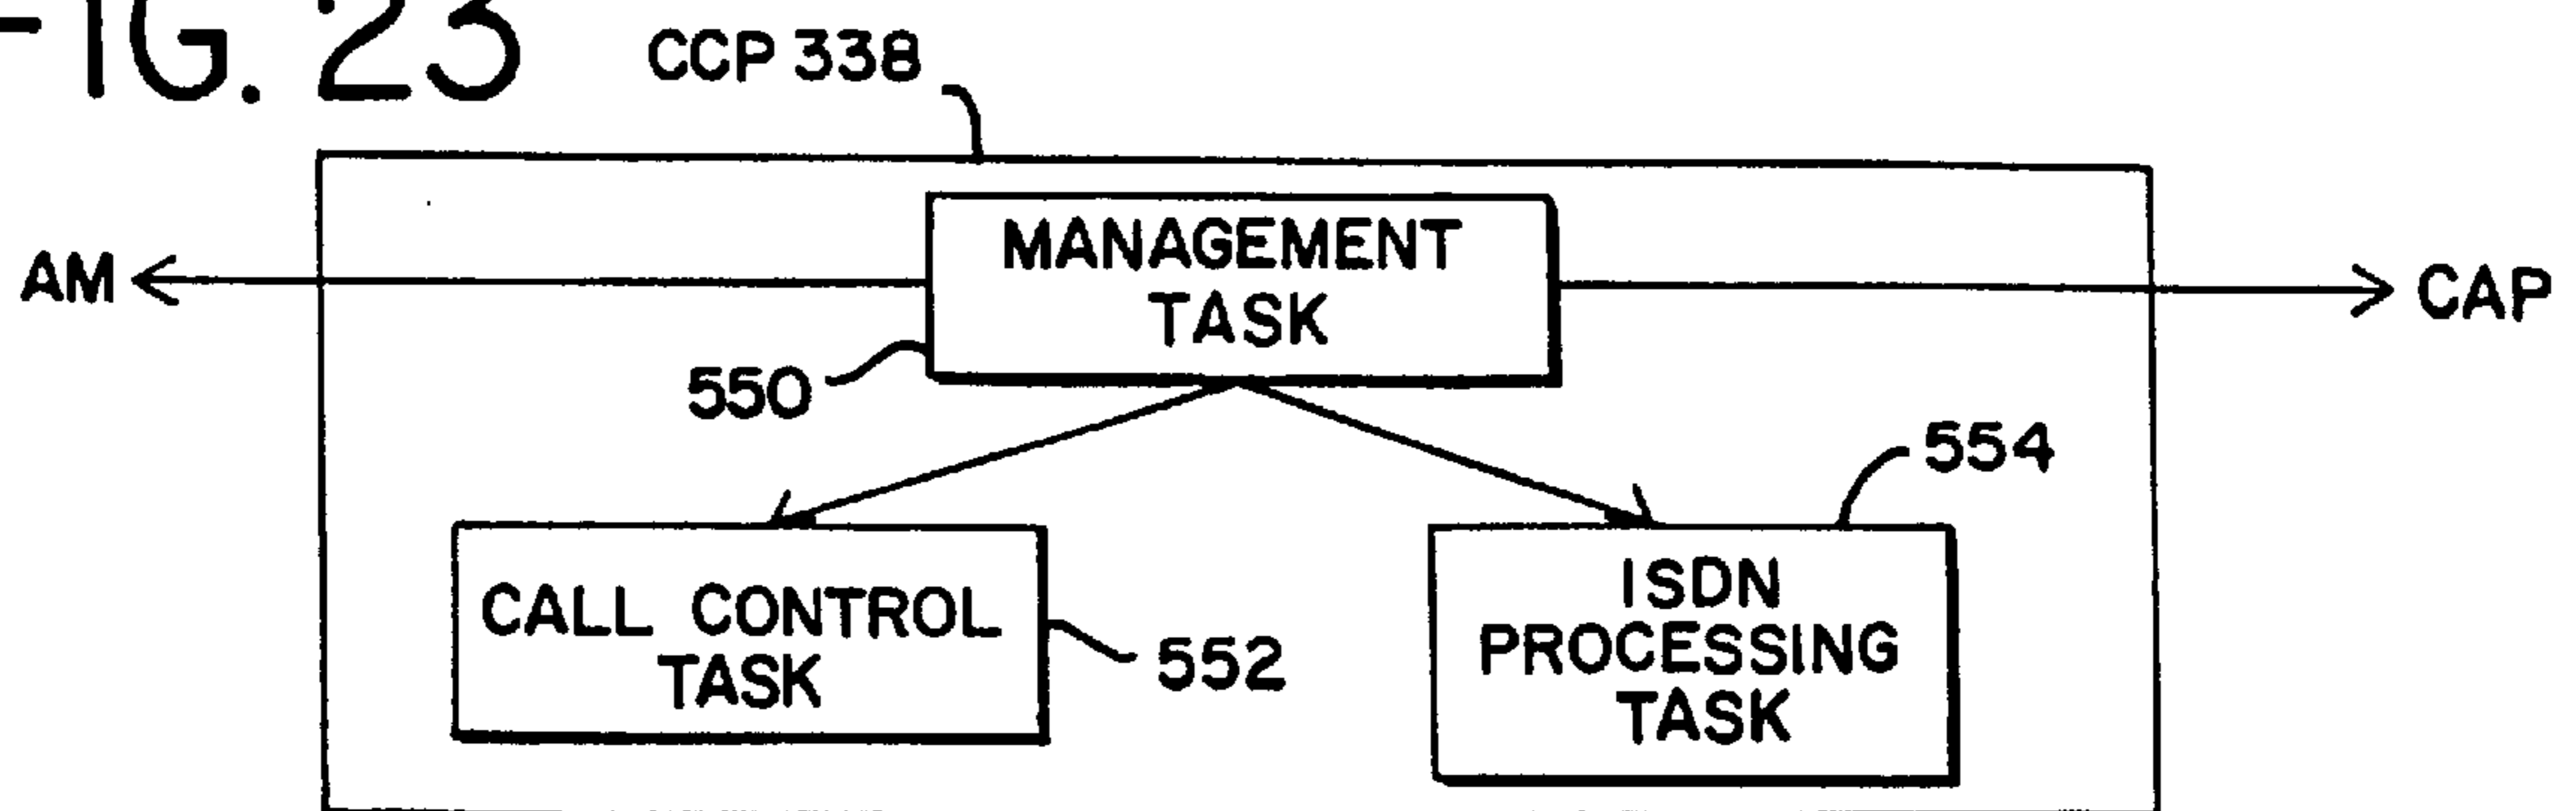 FIG. 23
CCP 338
MANAGEMENT
TASK
AM
CAP
550
554
CALL CONTROL
TASK
552
ISDN
PROCESSING
TASK